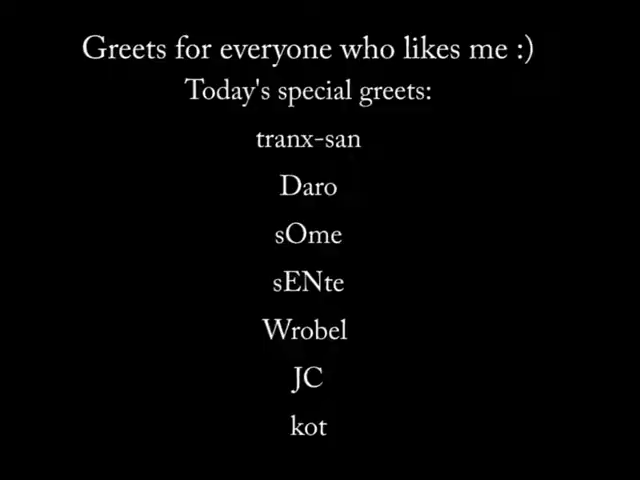 Greets for everyone who likes me :)
Today's special greets:
tranx-san
Daro
sOme
sENte
Wrobel
JC
kot